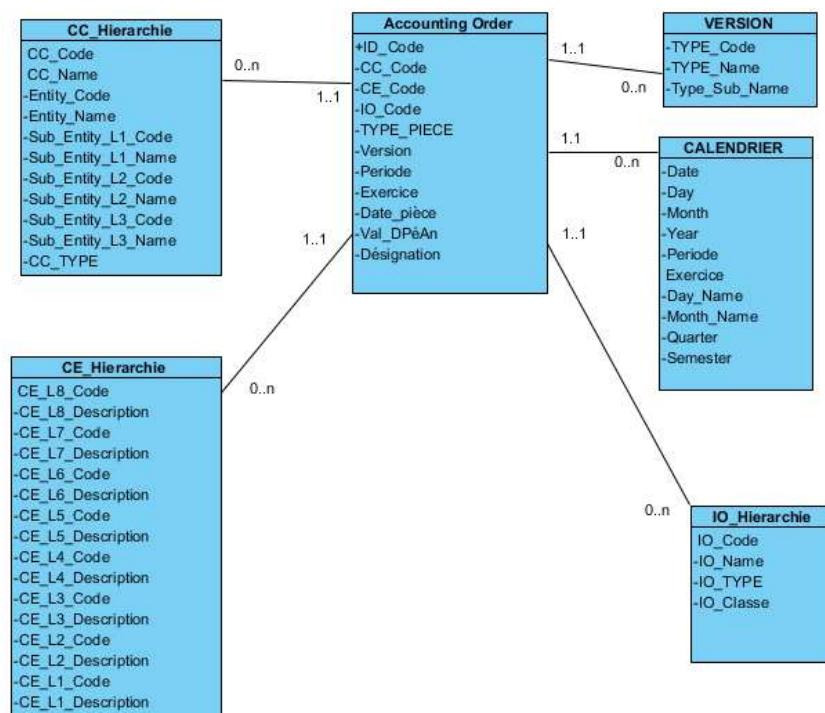 CC_Hierarchie
CC_Code
CC_Name
-Entity_Code
-Entity_Name
-Sub_Entity_L1_Code
-Sub_Entity_L1_Name
-Sub_Entity_L2_Code
-Sub_Entity_L2_Name
-Sub_Entity_L3_Code
-Sub_Entity_L3_Name
-CC_TYPE
0..n
1..1
Accounting Order
+ID_Code
-CC_Code
-CE_Code
-IO_Code
-TYPE_PIECE
-Version
-Periode
-Exercice
-Date_pièce
-Val_DPéAn
-Désignation
1..1
0..n
VERSION
-TYPE_Code
-TYPE_Name
-Type_Sub_Name
1.1
0..n
CALENDRIER
-Date
-Day
-Month
-Year
-Periode
Exercice
-Day_Name
-Month_Name
-Quarter
-Semester
1..1
0..n
CE_Hierarchie
CE_L8_Code
-CE_L8_Description
-CE_L7_Code
-CE_L7_Description
-CE_L6_Code
-CE_L6_Description
-CE_L5_Code
-CE_L5_Description
-CE_L4_Code
-CE_L4_Description
-CE_L3_Code
-CE_L3_Description
-CE_L2_Code
-CE_L2_Description
-CE_L1_Code
-CE_L1_Description
1..1
0..n
IO_Hierarchie
IO_Code
-IO_Name
-IO_TYPE
-IO_Classe